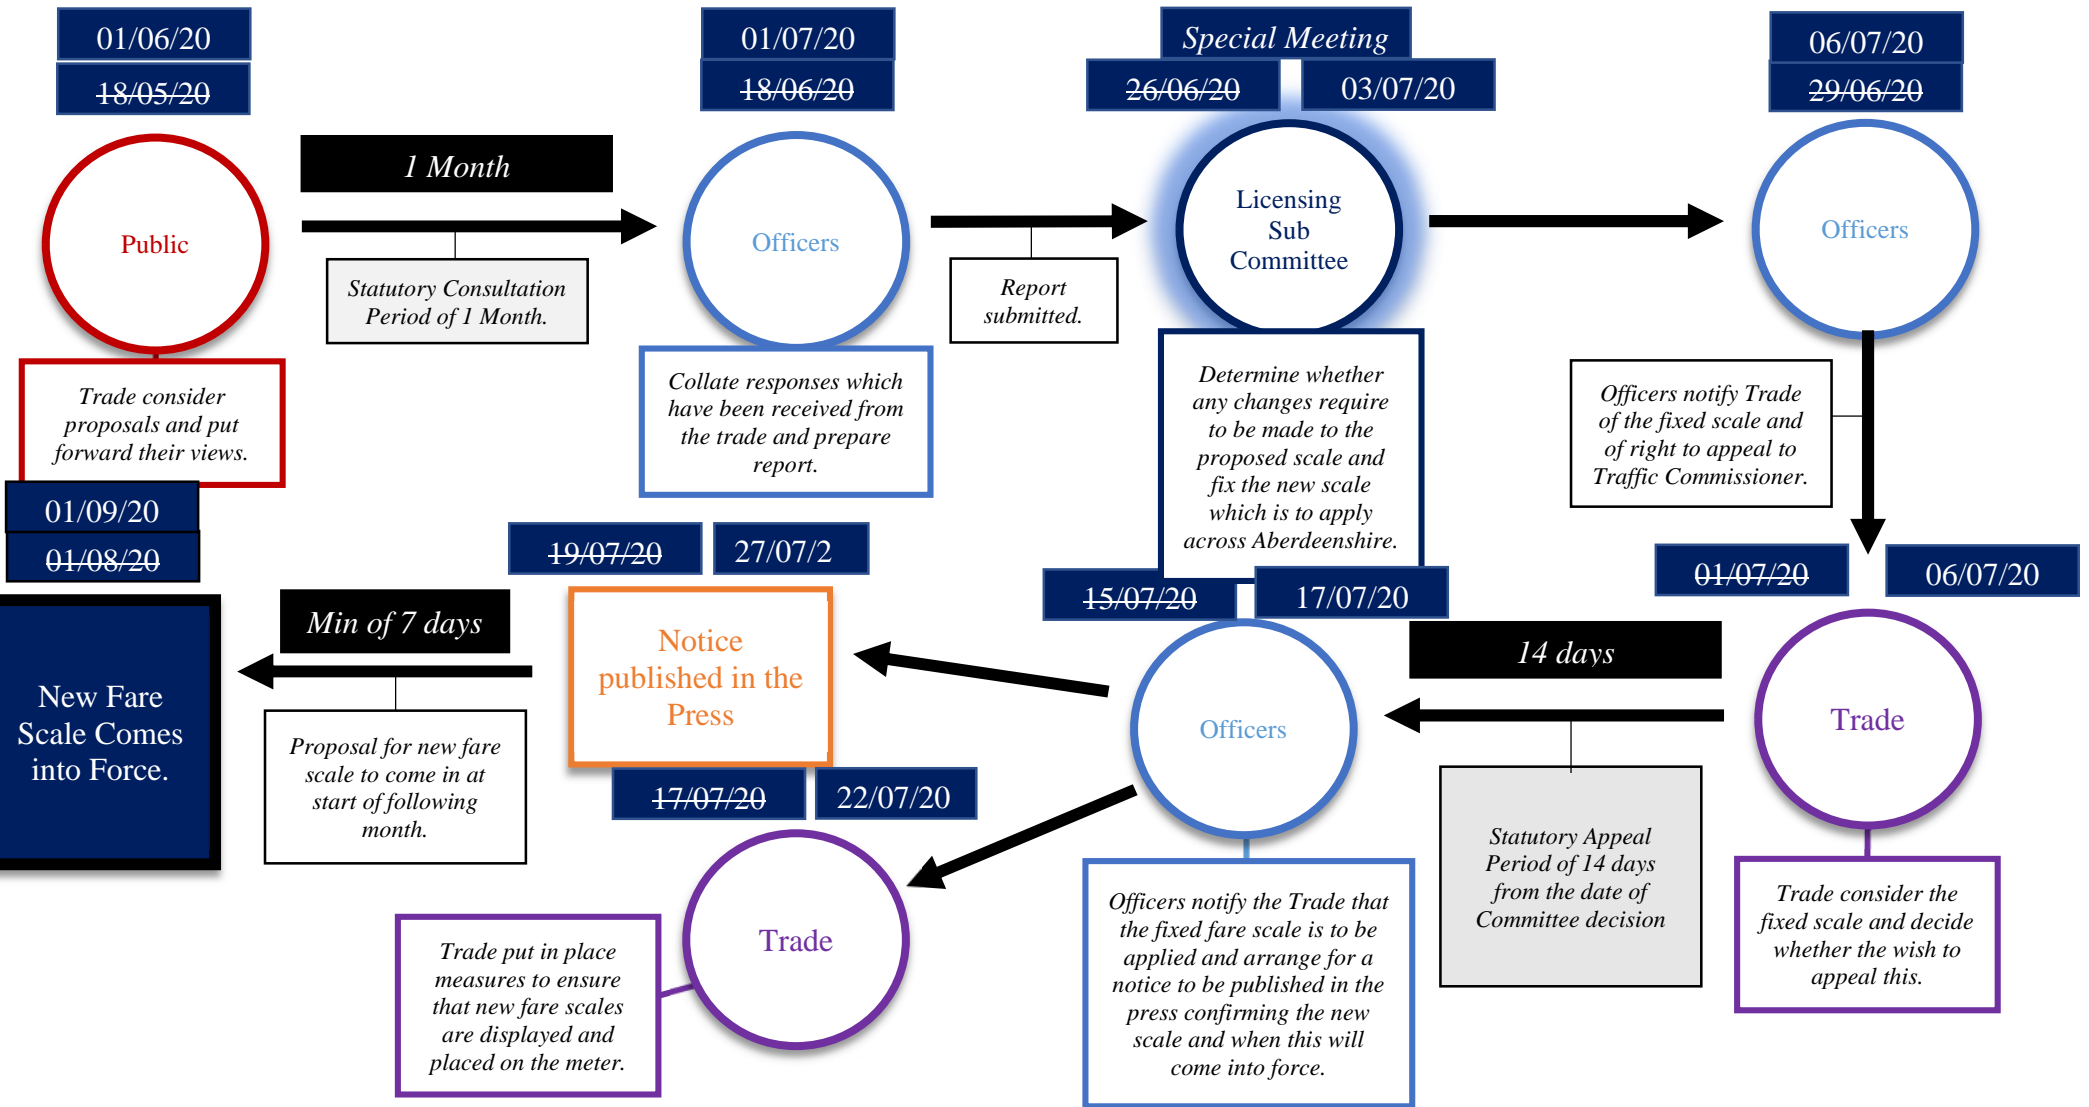 01/06/20
18/05/20
Public
Trade consider
proposals and put
forward their views.
1 Month
Statutory Consultation
Period of 1 Month.
01/07/20
18/06/20
Officers
Collate responses which
have been received from
the trade and prepare
report.
Report
submitted.
Special Meeting
26/06/20
03/07/20
Licensing
Sub
Committee
Determine whether
any changes require
to be made to the
proposed scale and
fix the new scale
which is to apply
across Aberdeenshire.
06/07/20
29/06/20
Officers
Officers notify Trade
of the fixed scale and
of right to appeal to
Traffic Commissioner.
01/07/20
06/07/20
Trade
Trade consider the
fixed scale and decide
whether the wish to
appeal this.
14 days
Statutory Appeal
Period of 14 days
from the date of
Committee decision
15/07/20
17/07/20
Officers
Officers notify the Trade that
the fixed fare scale is to be
applied and arrange for a
notice to be published in the
press confirming the new
scale and when this will
come into force.
19/07/20
27/07/2
Notice
published in the
Press
17/07/20
22/07/20
Trade
Trade put in place
measures to ensure
that new fare scales
are displayed and
placed on the meter.
Min of 7 days
Proposal for new fare
scale to come in at
start of following
month.
01/09/20
01/08/20
New Fare
Scale Comes
into Force.